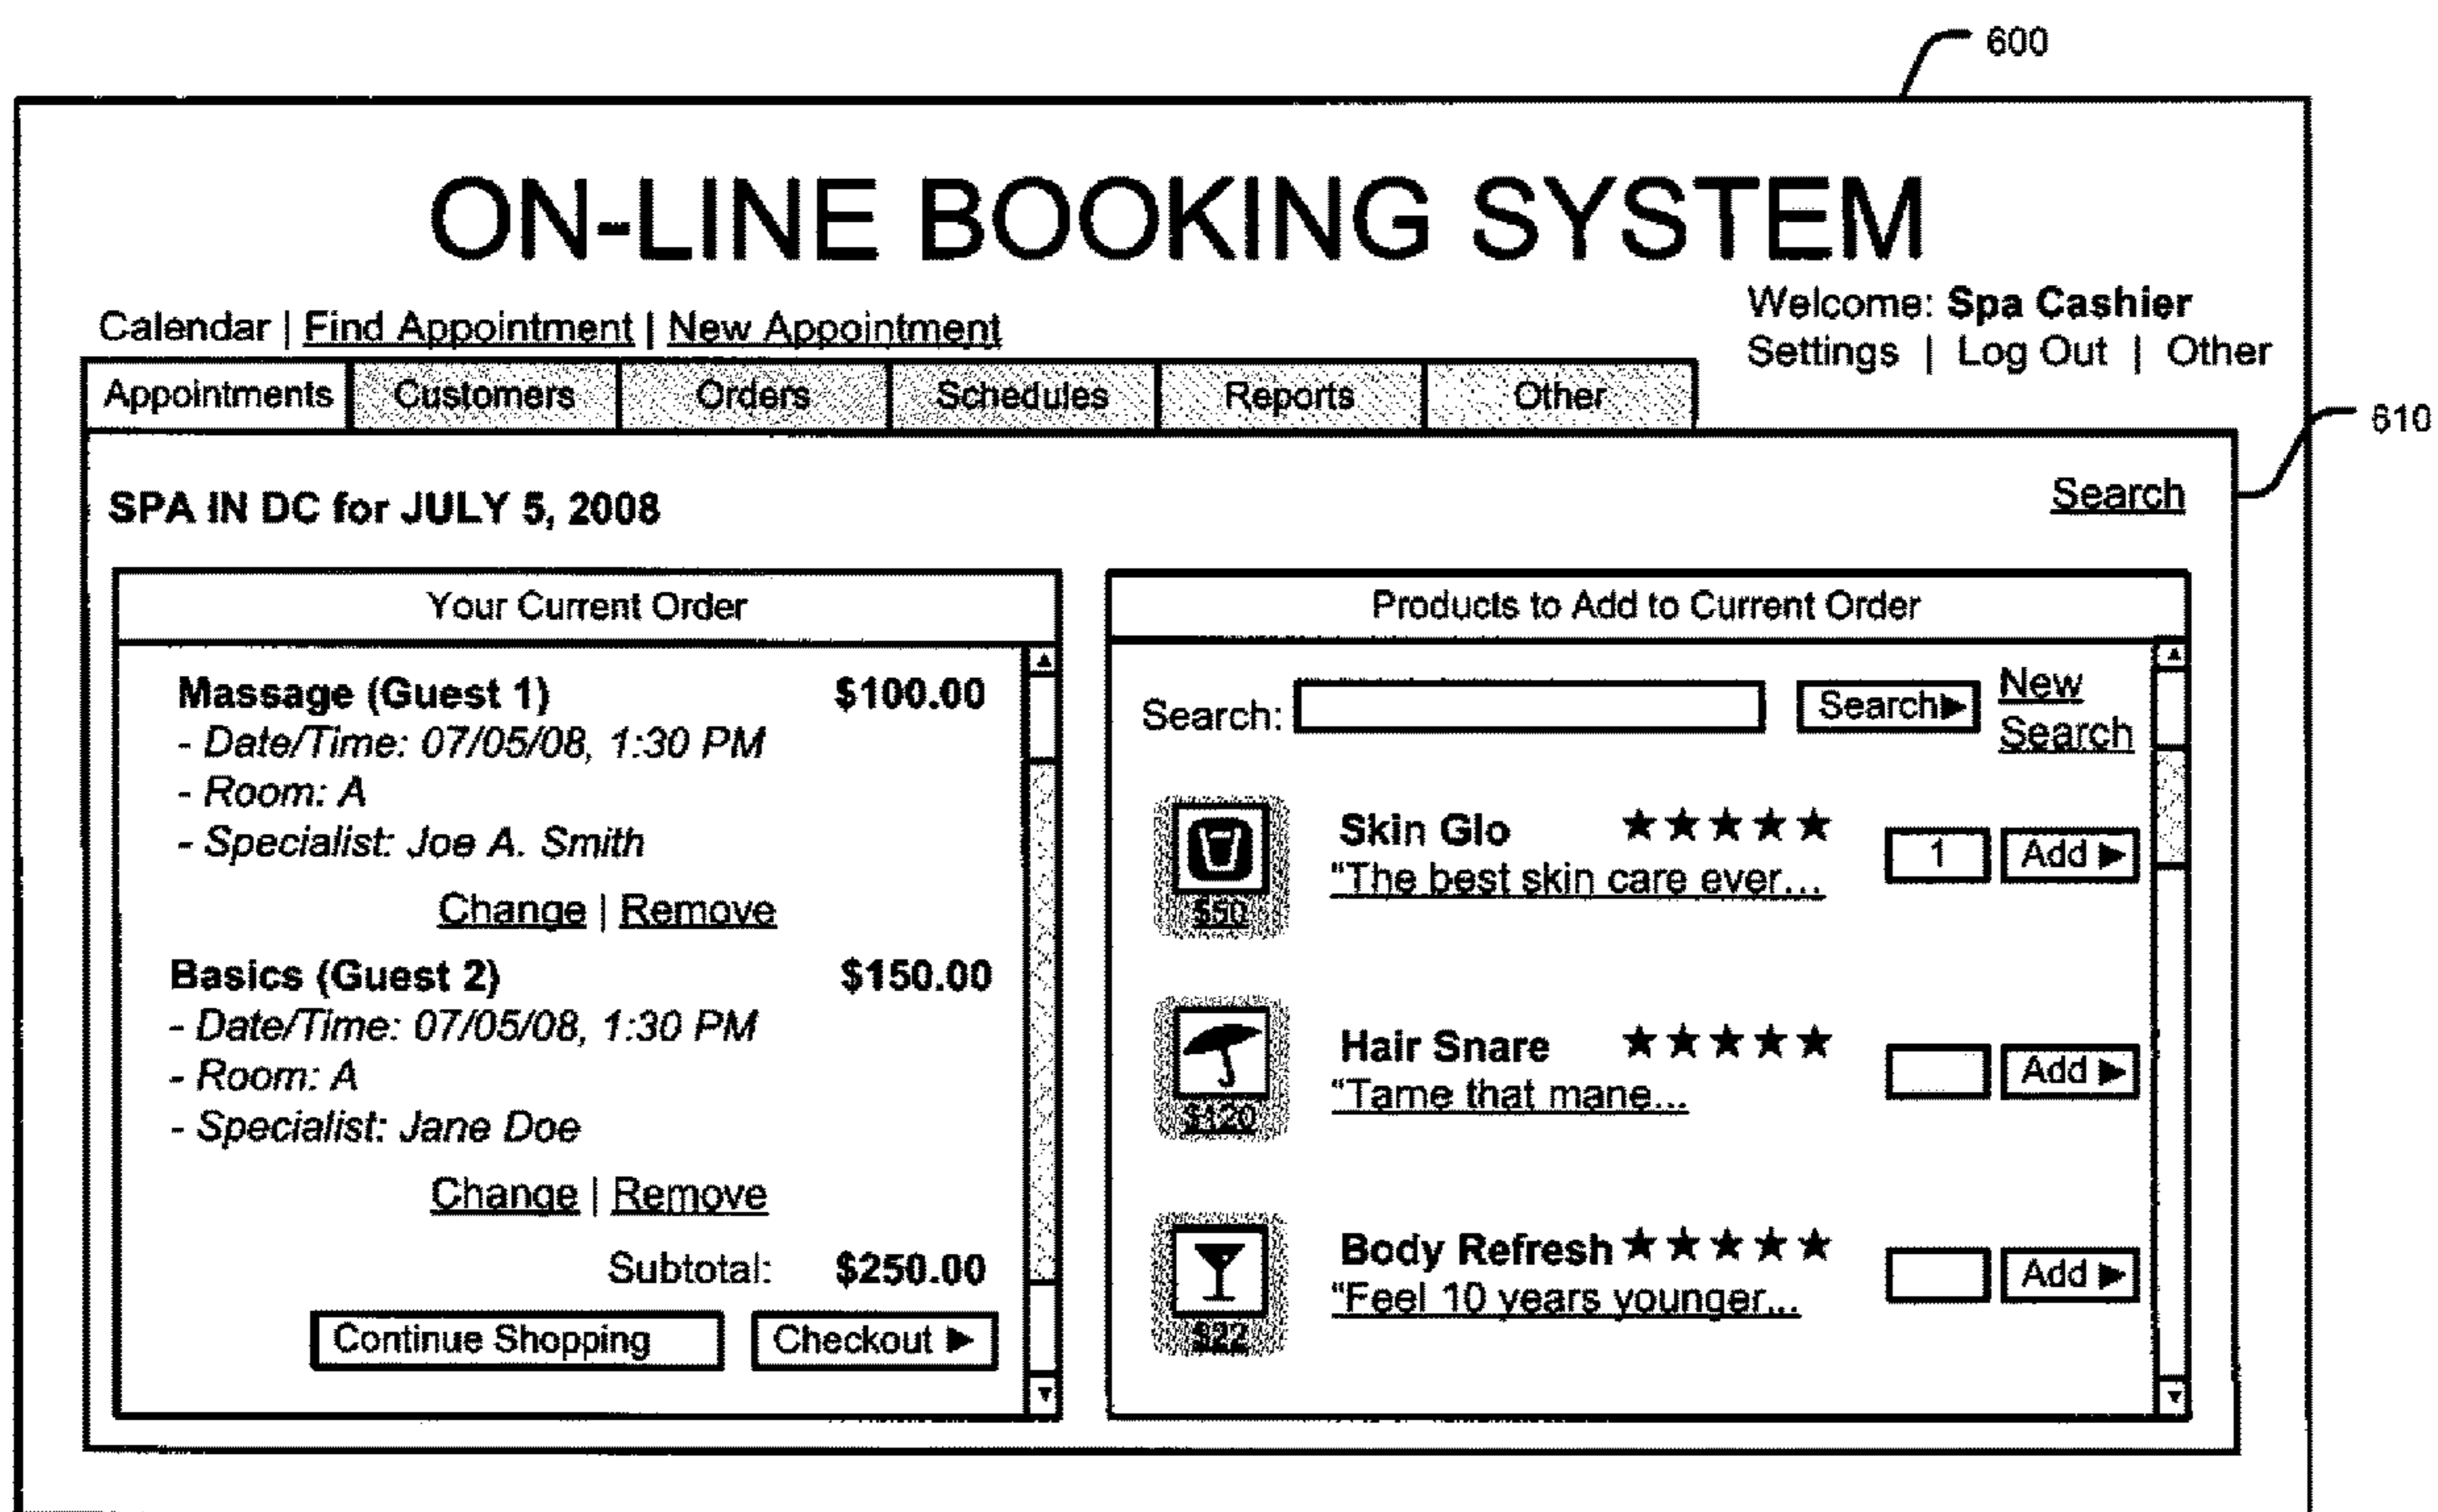 600
ON-LINE BOOKING SYSTEM
Welcome: Spa Cashier
Calendar | Find Appointment | New Appointment
Settings | Log Out | Other
Appointments Customers Orders Schedules Reports Other
610
SPA IN DC for JULY 5, 2008
Search
Your Current Order
Massage (Guest 1) $100.00
- Date/Time: 07/05/08, 1:30 PM
- Room: A
- Specialist: Joe A. Smith
Change | Remove
Basics (Guest 2) $150.00
- Date/Time: 07/05/08, 1:30 PM
- Room: A
- Specialist: Jane Doe
Change | Remove
Subtotal: $250.00
Continue Shopping Checkout ►
Products to Add to Current Order
Search: Search► New
Search
Skin Glo ★★★★★
"The best skin care ever...
1 Add ►
$50
Hair Snare ★★★★★
"Tame that mane...
Add ►
$120
Body Refresh ★★★★★
"Feel 10 years younger...
Add ►
$22